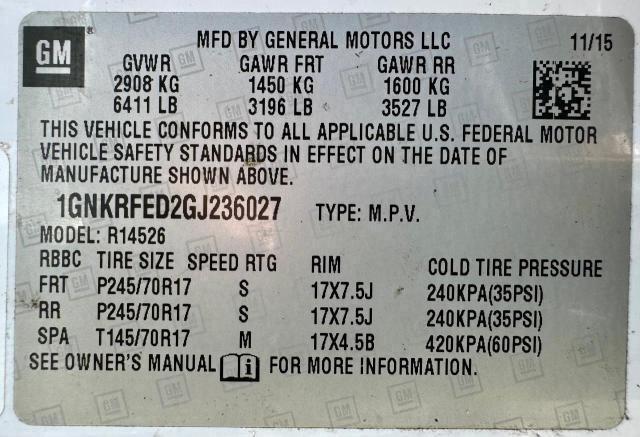 GM
MFD BY GENERAL MOTORS LLC 11/15
GVWR GAWR FRT GAWR RR
2908 KG 1450 KG 1600 KG
6411 LB 3196 LB 3527 LB
THIS VEHICLE CONFORMS TO ALL APPLICABLE U.S. FEDERAL MOTOR
VEHICLE SAFETY STANDARDS IN EFFECT ON THE DATE OF
MANUFACTURE SHOWN ABOVE.
1GNKRFED2GJ236027 TYPE: M.P.V.
MODEL: R14526
RBBC TIRE SIZE SPEED RTG RIM COLD TIRE PRESSURE
FRT P245/70R17 S 17X7.5J 240KPA(35PSI)
RR P245/70R17 S 17X7.5J 240KPA(35PSI)
SPA T145/70R17 M 17X4.5B 420KPA(60PSI)
SEE OWNER'S MANUAL i FOR MORE INFORMATION.